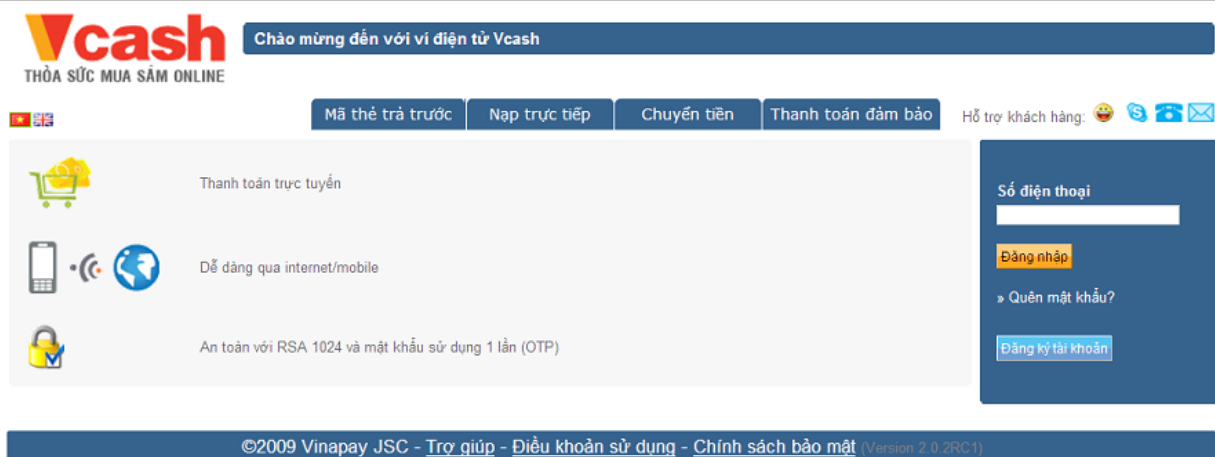 Vcash
THỎA SỨC MUA SẮM ONLINE
Chào mừng đến với ví điện tử Vcash
Mã thẻ trả trước
Nạp trực tiếp
Chuyển tiền
Thanh toán đảm bảo
Hỗ trợ khách hàng:
Thanh toán trực tuyến
Dễ dàng qua internet/mobile
An toàn với RSA 1024 và mật khẩu sử dụng 1 lần (OTP)
Số điện thoại
Đăng nhập
» Quên mật khẩu?
Đăng ký tài khoản
©2009 Vinapay JSC - Trợ giúp - Điều khoản sử dụng - Chính sách bảo mật (Version 2.0.2RC1)